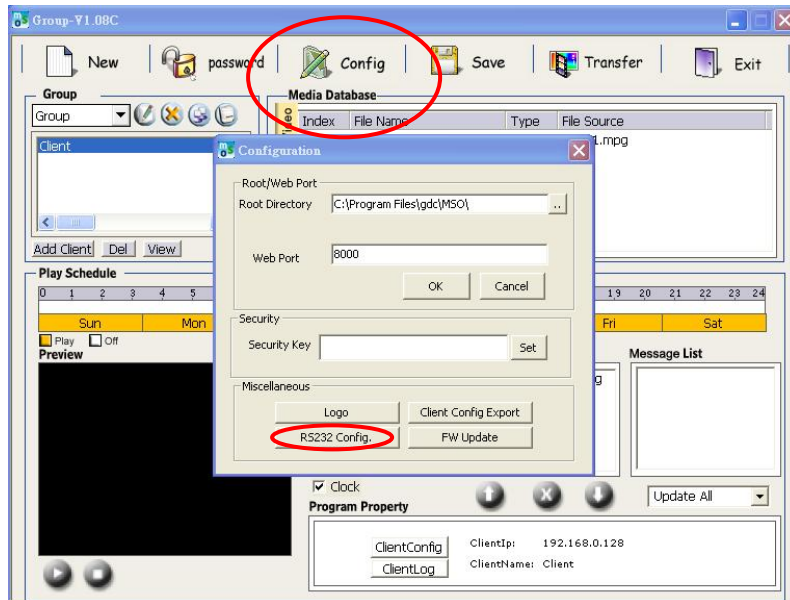 Group-V1.08C
New password Config Save Transfer Exit
Group
Media Database
Group
Index File Name Type File Source
1.mpg
Client
Configuration
Root/Web Port
Root Directory C:\Program Files\gdc\MSO\ ..
Web Port 8000
OK Cancel
Add Client Del View
Play Schedule
0 1 2 3 4 5 19 20 21 22 23 24
Sun Mon Fri Sat
Play Off
Security
Security Key Set
Preview
Message List
Miscellaneous
Logo Client Config Export
RS232 Config. FW Update
Clock
Update All
Program Property
ClientConfig ClientIp: 192.168.0.128
ClientLog ClientName: Client